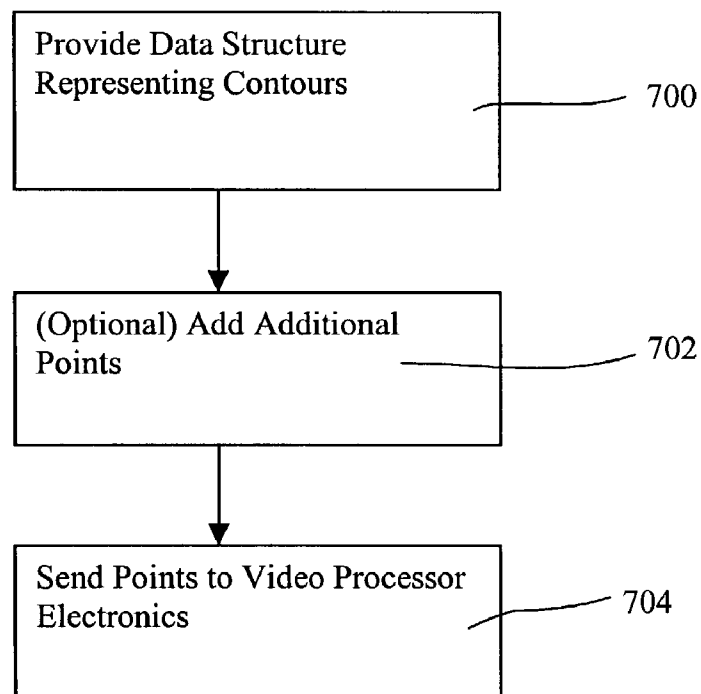 Provide Data Structure
Representing Contours
700
(Optional) Add Additional
Points
702
Send Points to Video Processor
Electronics
704